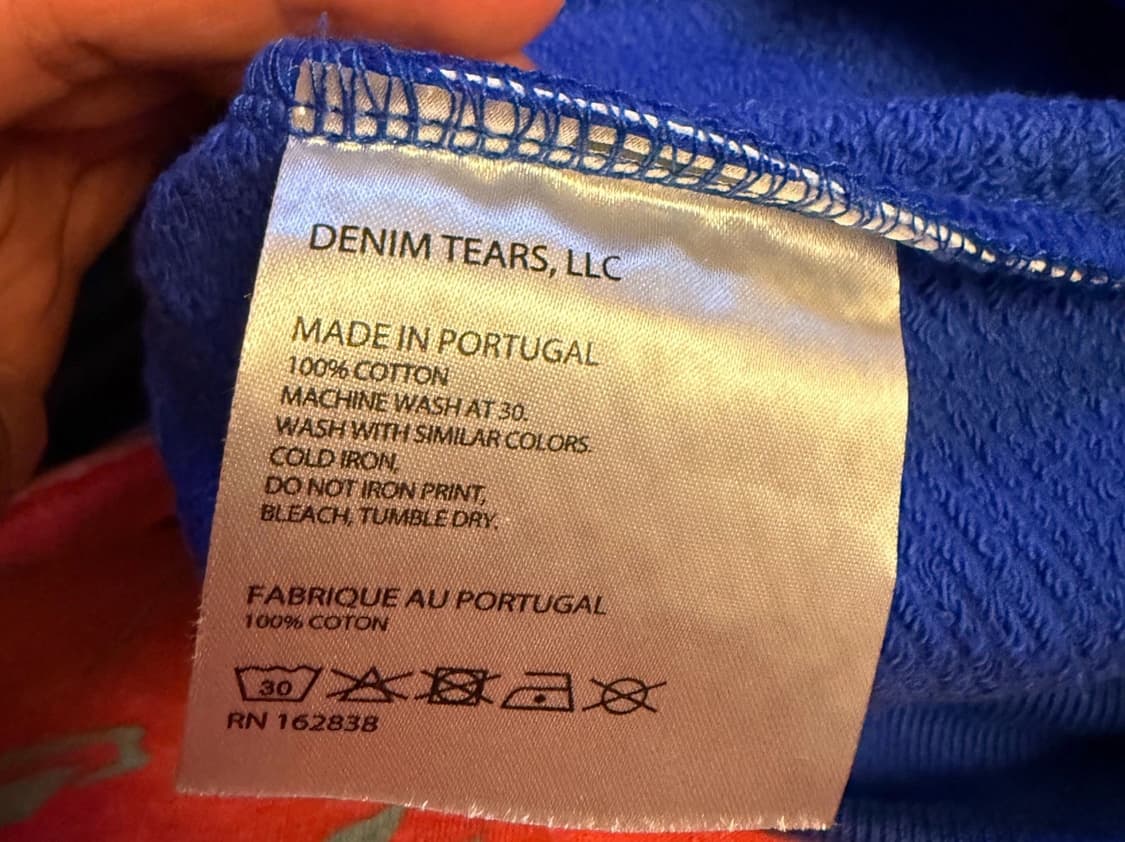 DENIM TEARS, LLC
MADE IN PORTUGAL
100% COTTON
MACHINE WASH AT 30.
WASH WITH SIMILAR COLORS.
COLD IRON,
DO NOT IRON PRINT,
BLEACH, TUMBLE DRY.
FABRIQUE AU PORTUGAL
100% COTON
30
RN 162838